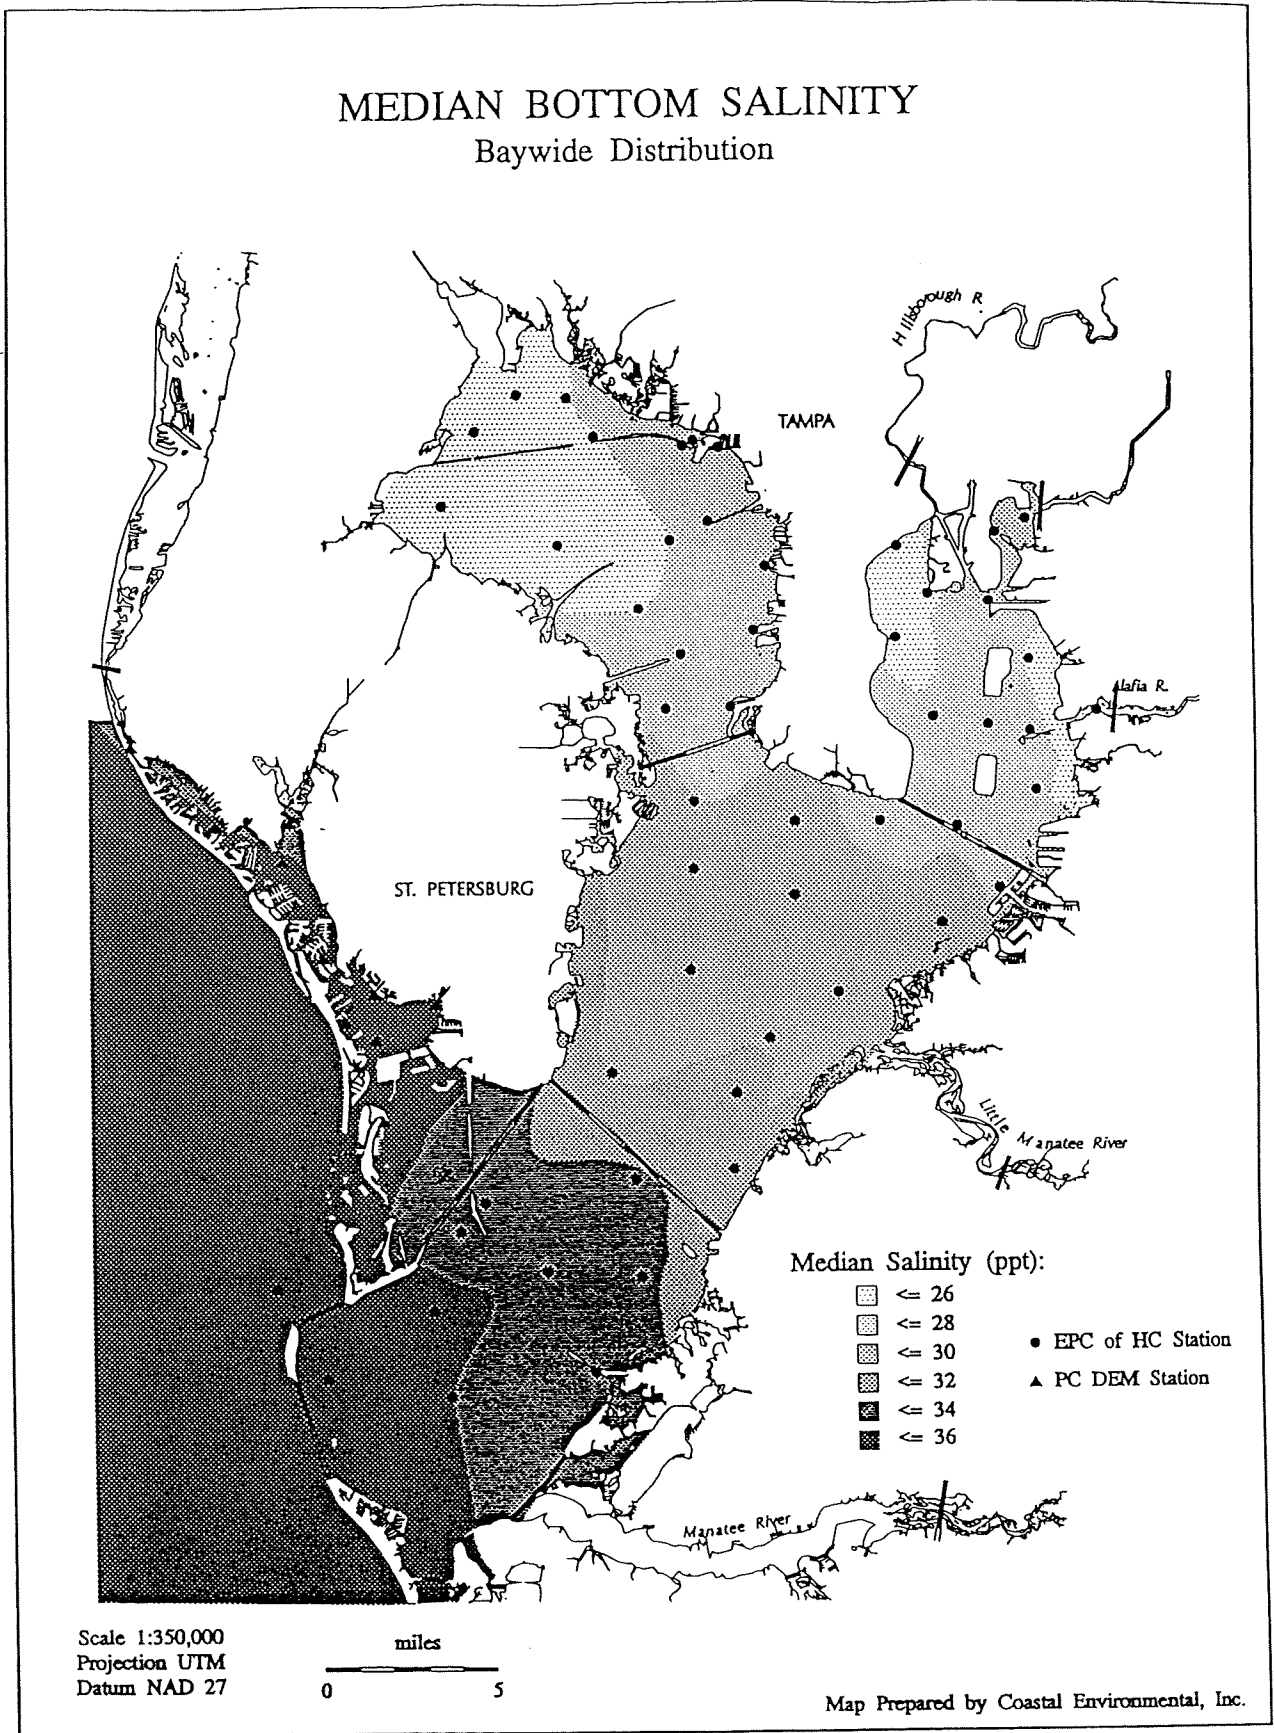 MEDIAN BOTTOM SALINITY
Baywide Distribution
Hillsborough R
TAMPA
lafia R.
ST. PETERSBURG
Little Manatee River
Median Salinity (ppt):
<= 26
<= 28
<= 30
<= 32
<= 34
<= 36
EPC of HC Station
PC DEM Station
Manatee River
Scale 1:350,000
Projection UTM
Datum NAD 27
miles
0 5
Map Prepared by Coastal Environmental, Inc.